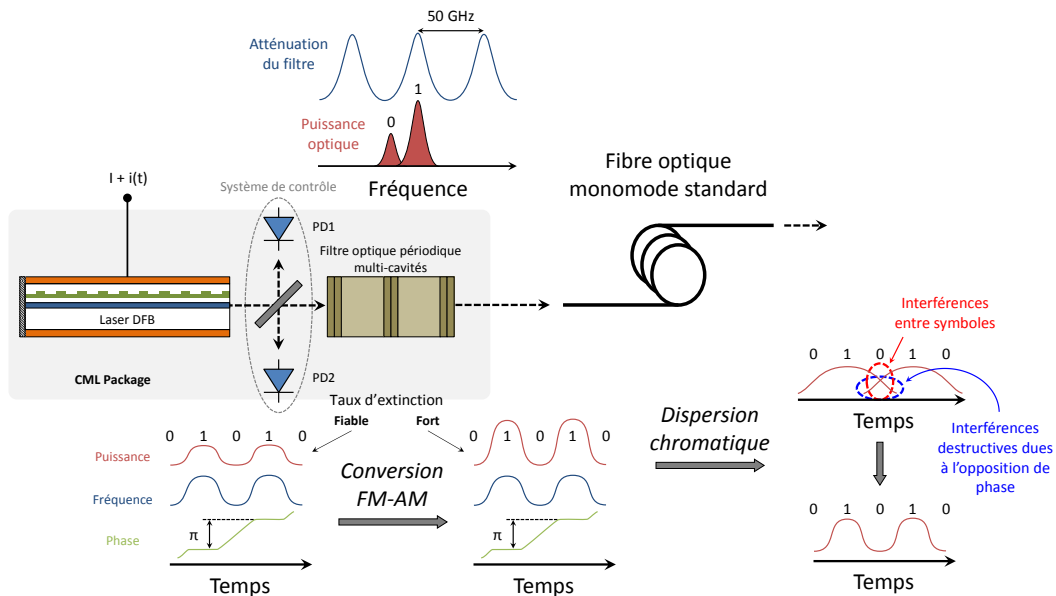 50 GHz
Atténuation
du filtre
1
0
Puissance
optique
Fréquence
Fibre optique
monomode standard
I + i(t)
Système de contrôle
PD1
Filtre optique périodique
multi-cavités
Laser DFB
CML Package
PD2
Interférences
entre symboles
0 1 0 1 0
Temps
Interférences
destructives dues
à l'opposition de
phase
Taux d'extinction
Fiable Fort
0 1 0 1 0
Puissance
Fréquence
Phase
π
Temps
Conversion
FM-AM
0 1 0 1 0
π
Temps
Dispersion
chromatique
0 1 0 1 0
Temps